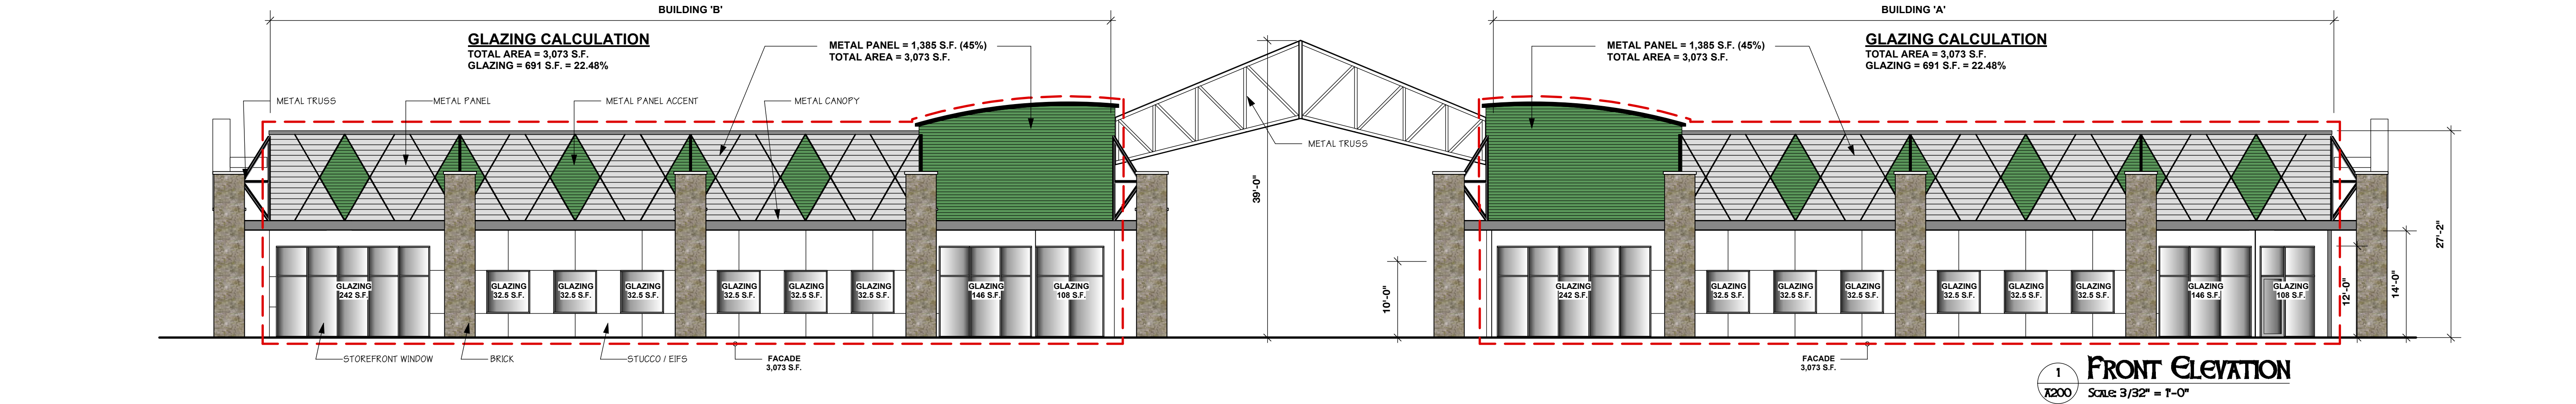 BUILDING 'B'
BUILDING 'A'
GLAZING CALCULATION
TOTAL AREA = 3,073 S.F.
GLAZING = 691 S.F. = 22.48%
METAL PANEL = 1,385 S.F. (45%)
TOTAL AREA = 3,073 S.F.
METAL PANEL = 1,385 S.F. (45%)
TOTAL AREA = 3,073 S.F.
GLAZING CALCULATION
TOTAL AREA = 3,073 S.F.
GLAZING = 691 S.F. = 22.48%
METAL TRUSS
METAL PANEL
METAL PANEL ACCENT
METAL CANOPY
METAL TRUSS
39'-0"
10'-0"
12'-0"
14'-0"
27'-2"
GLAZING
242 S.F.
GLAZING
32.5 S.F.
GLAZING
32.5 S.F.
GLAZING
32.5 S.F.
GLAZING
32.5 S.F.
GLAZING
32.5 S.F.
GLAZING
32.5 S.F.
GLAZING
146 S.F.
GLAZING
108 S.F.
GLAZING
242 S.F.
GLAZING
32.5 S.F.
GLAZING
32.5 S.F.
GLAZING
32.5 S.F.
GLAZING
32.5 S.F.
GLAZING
32.5 S.F.
GLAZING
32.5 S.F.
GLAZING
146 S.F.
GLAZING
108 S.F.
STOREFRONT WINDOW
BRICK
STUCCO / EIFS
FACADE
3,073 S.F.
FACADE
3,073 S.F.
1
A200
FRONT ELEVATION
SCALE: 3/32" = 1'-0"